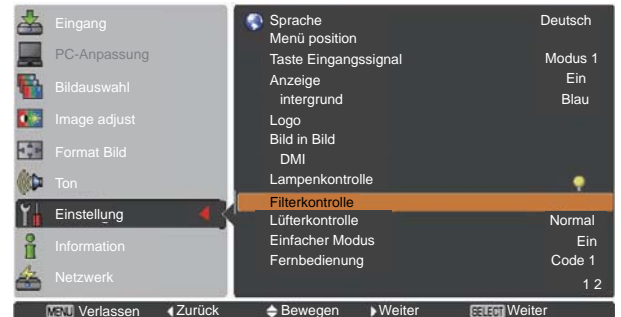 Eingang
PC-Anpassung
Bildauswahl
Image adjust
Format Bild
Ton
Einstellung
Information
Netzwerk
Sprache Deutsch
Menü position
Taste Eingangssignal Modus 1
Anzeige Ein
intergrund Blau
Logo
Bild in Bild
DMI
Lampenkontrolle
Filterkontrolle
Lüfterkontrolle Normal
Einfacher Modus Ein
Fernbedienung Code 1
1 2
MENU Verlassen Zurück Bewegen Weiter SELECT Weiter